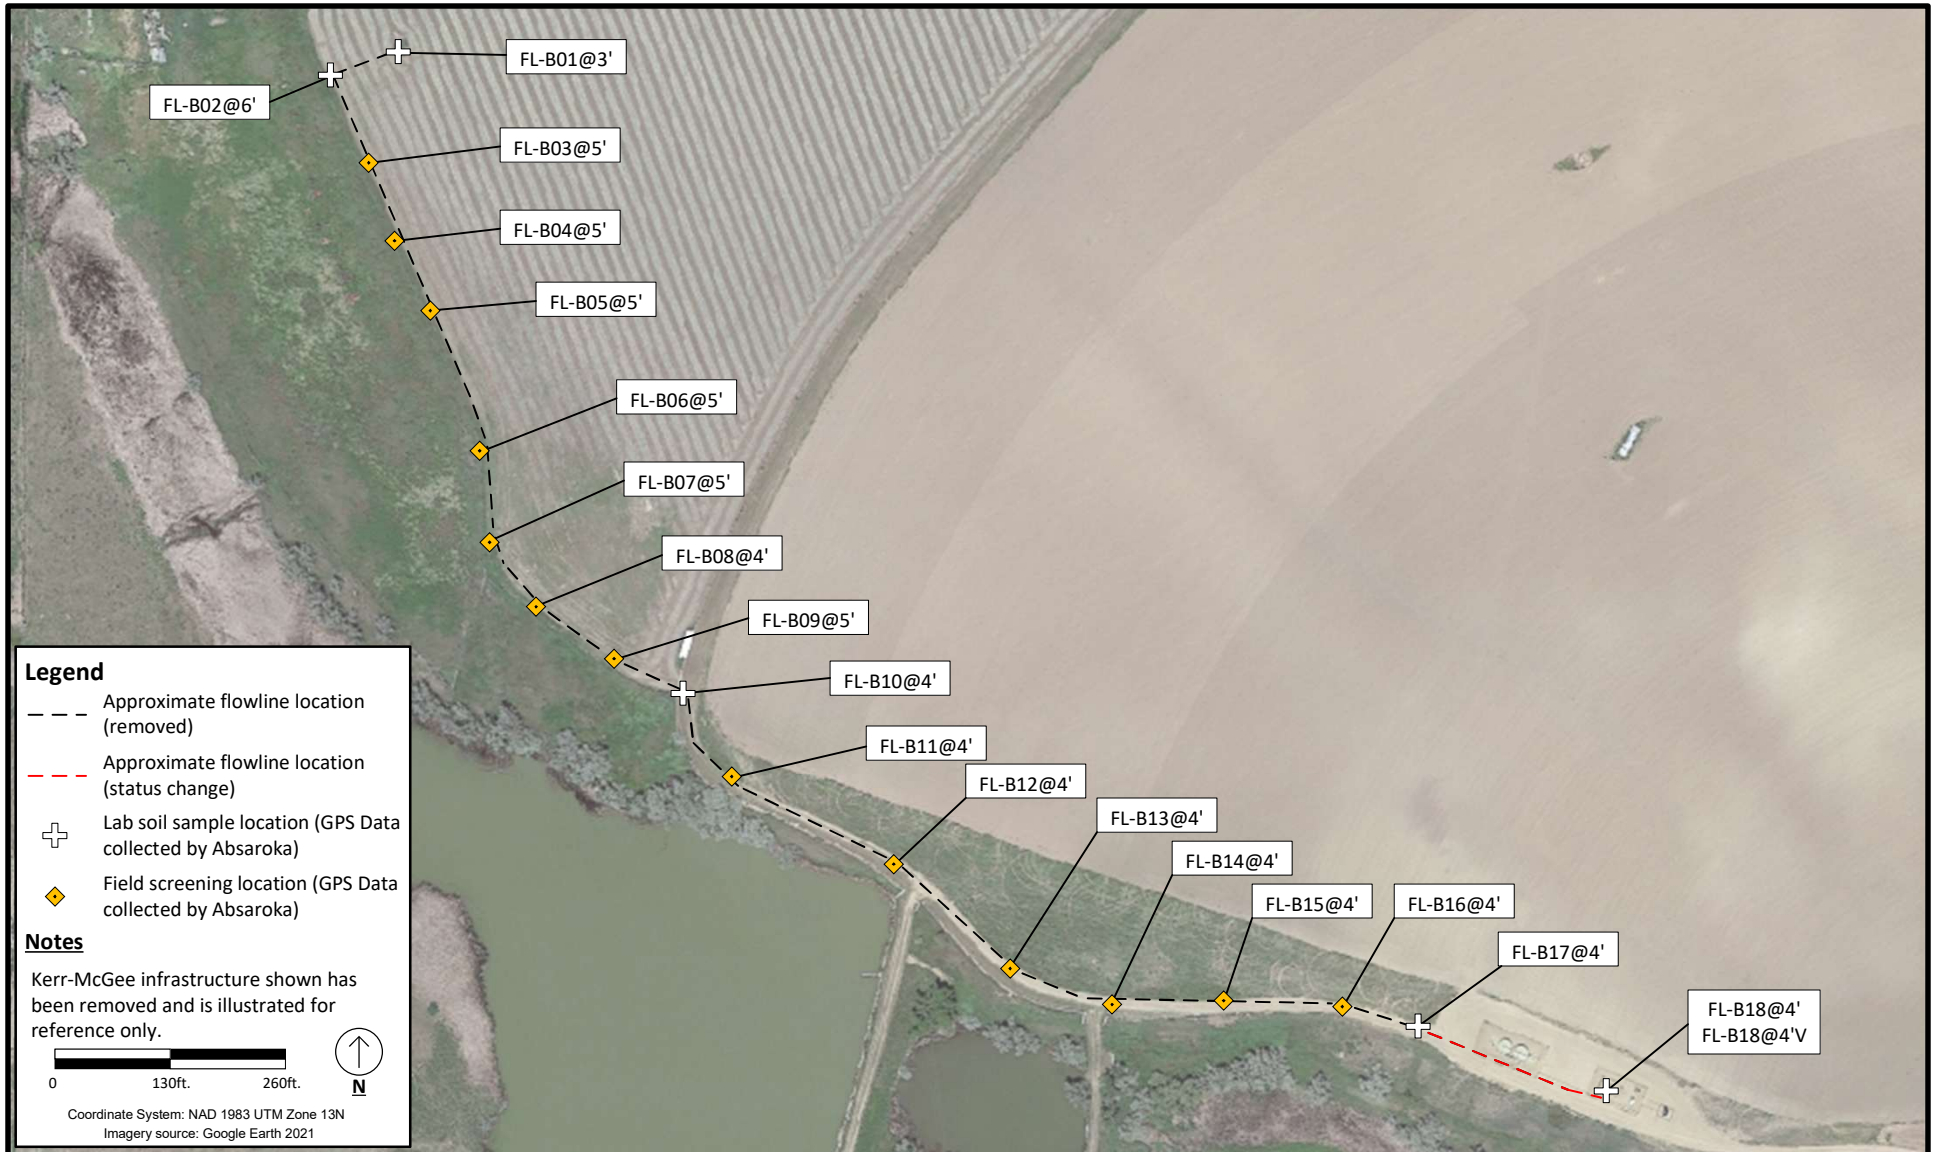 FL-B01@3'
FL-B02@6'
FL-B03@5'
FL-B04@5'
FL-B05@5'
FL-B06@5'
FL-B07@5'
FL-B08@4'
FL-B09@5'
FL-B10@4'
FL-B11@4'
FL-B12@4'
FL-B13@4'
FL-B14@4'
FL-B15@4'
FL-B16@4'
FL-B17@4'
FL-B18@4'
FL-B18@4'V
Legend
Approximate flowline location
(removed)
Approximate flowline location
(status change)
Lab soil sample location (GPS Data
collected by Absaroka)
Field screening location (GPS Data
collected by Absaroka)
Notes
Kerr-McGee infrastructure shown has
been removed and is illustrated for
reference only.
0 130ft. 260ft.
N
Coordinate System: NAD 1983 UTM Zone 13N
Imagery source: Google Earth 2021